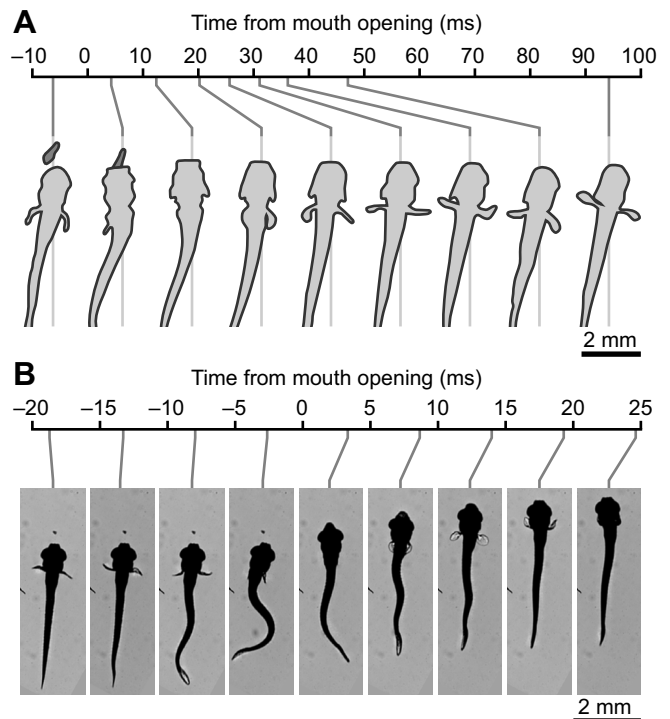 A
Time from mouth opening (ms)
–10 0 10 20 30 40 50 60 70 80 90 100
2 mm
B
Time from mouth opening (ms)
–20 –15 –10 –5 0 5 10 15 20 25
2 mm